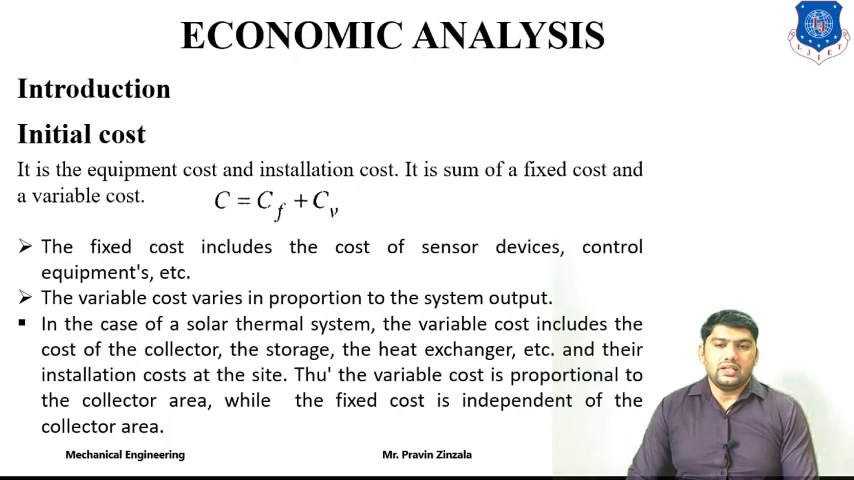 ECONOMIC ANALYSIS
LJIET
Introduction
Initial cost
It is the equipment cost and installation cost. It is sum of a fixed cost and
a variable cost.
C = C_f + C_v
➢ The fixed cost includes the cost of sensor devices, control
equipment's, etc.
➢ The variable cost varies in proportion to the system output.
▪ In the case of a solar thermal system, the variable cost includes the
cost of the collector, the storage, the heat exchanger, etc. and their
installation costs at the site. Thu' the variable cost is proportional to
the collector area, while the fixed cost is independent of the
collector area.
Mechanical Engineering
Mr. Pravin Zinzala